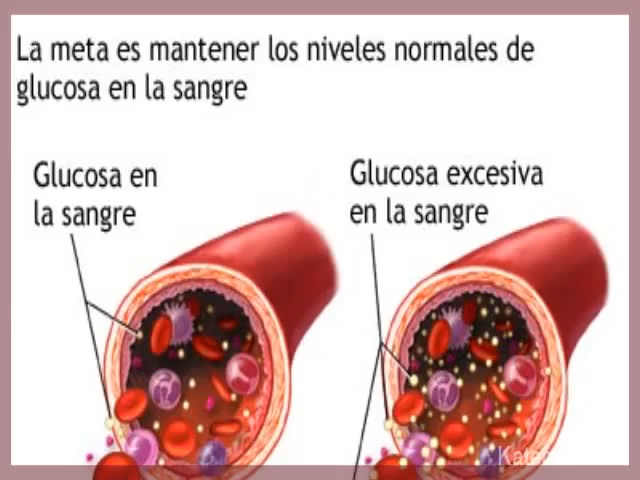 La meta es mantener los niveles normales de
glucosa en la sangre
Glucosa en
la sangre
Glucosa excesiva
en la sangre